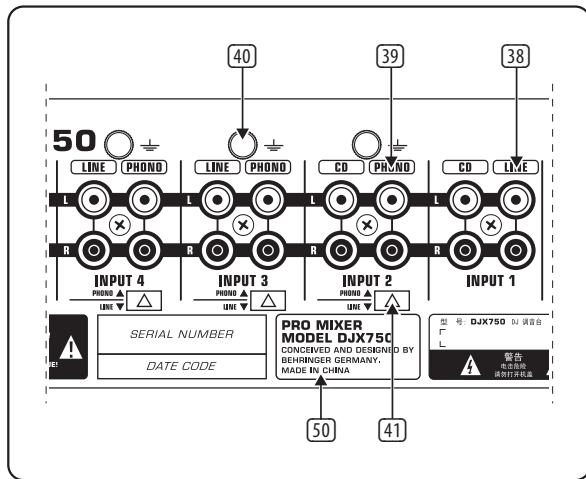 40 39 38
50
LINE PHONO LINE PHONO CD PHONO CD LINE
L L L L
R R R R
INPUT 4 INPUT 3 INPUT 2 INPUT 1
PHONO ▲ PHONO ▲ PHONO ▲
LINE ▼ LINE ▼ LINE ▼
SERIAL NUMBER
DATE CODE
PRO MIXER
MODEL DJX750
CONCEIVED AND DESIGNED BY
BEHRINGER GERMANY.
MADE IN CHINA
型 号: DJX750 DJ 调音台
警告
电击危险
请勿打开机盖
50 41